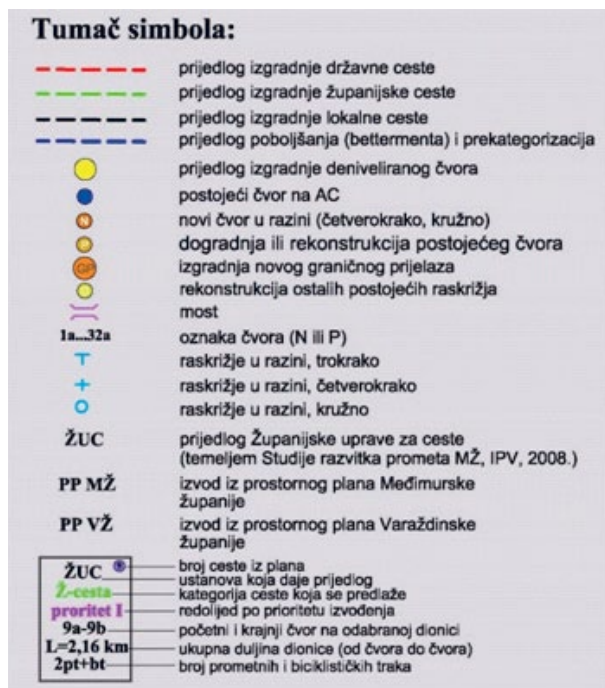 Tumač simbola:
prijedlog izgradnje državne ceste
prijedlog izgradnje županijske ceste
prijedlog izgradnje lokalne ceste
prijedlog poboljšanja (bettermenta) i prekategorizacija
prijedlog izgradnje deniveliranog čvora
postojeći čvor na AC
N novi čvor u razini (četverokrako, kružno)
dogradnja ili rekonstrukcija postojećeg čvora
GP izgradnja novog graničnog prijelaza
rekonstrukcija ostalih postojećih raskrižja
most
1a...32a oznaka čvora (N ili P)
raskrižje u razini, trokrako
raskrižje u razini, četverokrako
raskrižje u razini, kružno
ŽUC prijedlog Županijske uprave za ceste
(temeljem Studije razvitka prometa MŽ, IPV, 2008.)
PP MŽ izvod iz prostornog plana Međimurske
županije
PP VŽ izvod iz prostornog plana Varaždinske
županije
broj ceste iz plana
ŽUC ustanova koja daje prijedlog
Ž-cesta kategorija ceste koja se predlaže
proritet I redolijed po prioritetu izvođenja
9a-9b početni i krajnji čvor na odabranoj dionici
L=2,16 km ukupna duljina dionice (od čvora do čvora)
2pt+bt broj prometnih i biciklističkih traka